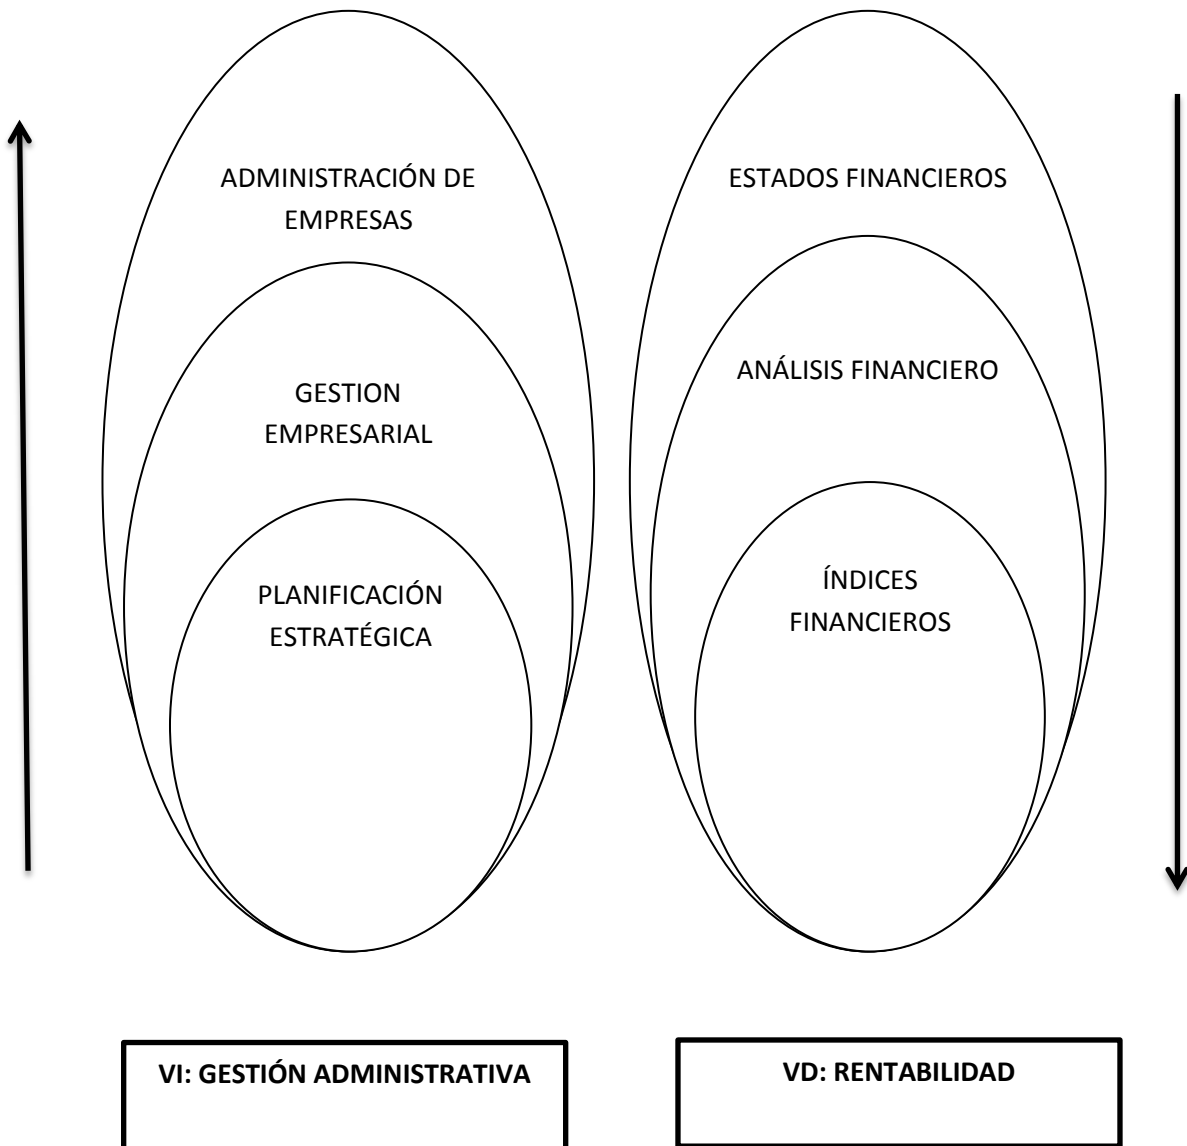 ADMINISTRACIÓN DE
EMPRESAS
GESTION
EMPRESARIAL
PLANIFICACIÓN
ESTRATÉGICA
ESTADOS FINANCIEROS
ANÁLISIS FINANCIERO
ÍNDICES
FINANCIEROS
VI: GESTIÓN ADMINISTRATIVA
VD: RENTABILIDAD